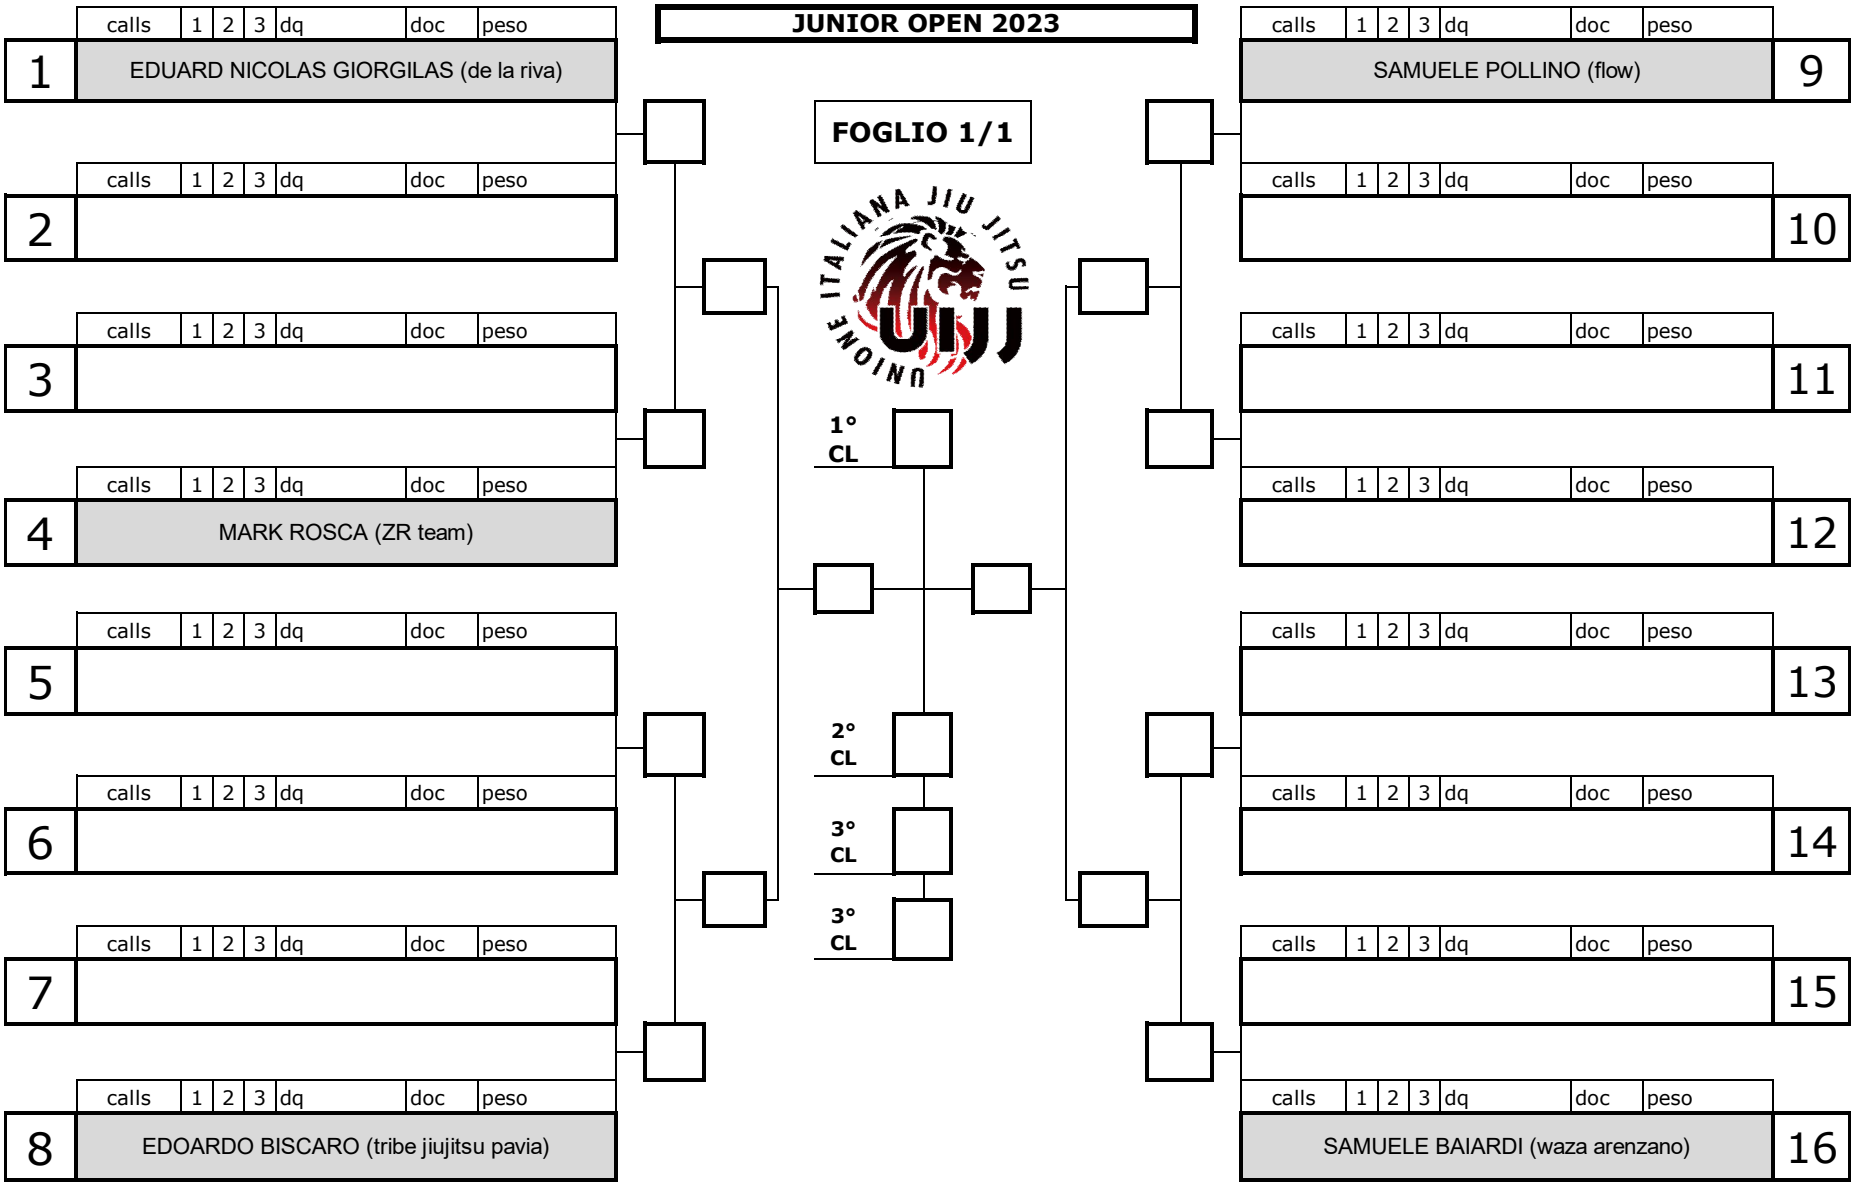 JUNIOR OPEN 2023
FOGLIO 1/1
UNIONE ITALIANA JIU JITSU
UIJJ
calls 1 2 3 dq doc peso
1 EDUARD NICOLAS GIORGILAS (de la riva)
calls 1 2 3 dq doc peso
2
calls 1 2 3 dq doc peso
3
calls 1 2 3 dq doc peso
4 MARK ROSCA (ZR team)
calls 1 2 3 dq doc peso
5
calls 1 2 3 dq doc peso
6
calls 1 2 3 dq doc peso
7
calls 1 2 3 dq doc peso
8 EDOARDO BISCARO (tribe jiujitsu pavia)
1°
CL
2°
CL
3°
CL
3°
CL
calls 1 2 3 dq doc peso
SAMUELE POLLINO (flow) 9
calls 1 2 3 dq doc peso
10
calls 1 2 3 dq doc peso
11
calls 1 2 3 dq doc peso
12
calls 1 2 3 dq doc peso
13
calls 1 2 3 dq doc peso
14
calls 1 2 3 dq doc peso
15
calls 1 2 3 dq doc peso
SAMUELE BAIARDI (waza arenzano) 16